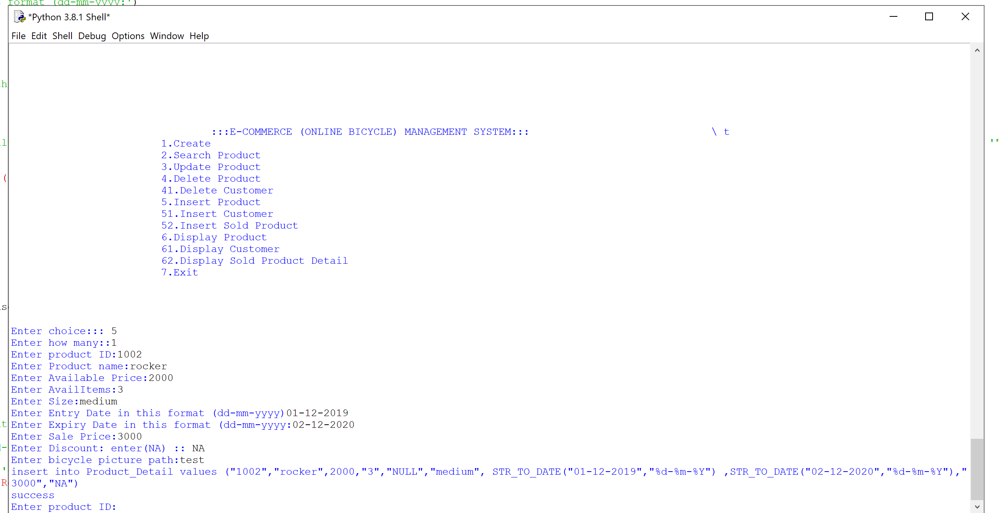 format (dd-mm-yyyy:')
*Python 3.8.1 Shell*
File Edit Shell Debug Options Window Help
:::E-COMMERCE (ONLINE BICYCLE) MANAGEMENT SYSTEM::: \ t
1.Create
2.Search Product
3.Update Product
4.Delete Product
41.Delete Customer
5.Insert Product
51.Insert Customer
52.Insert Sold Product
6.Display Product
61.Display Customer
62.Display Sold Product Detail
7.Exit
Enter choice::: 5
Enter how many::1
Enter product ID:1002
Enter Product name:rocker
Enter Available Price:2000
Enter AvailItems:3
Enter Size:medium
Enter Entry Date in this format (dd-mm-yyyy)01-12-2019
Enter Expiry Date in this format (dd-mm-yyyy:02-12-2020
Enter Sale Price:3000
Enter Discount: enter(NA) :: NA
Enter bicycle picture path:test
insert into Product_Detail values ("1002","rocker",2000,"3","NULL","medium", STR_TO_DATE("01-12-2019","%d-%m-%Y") ,STR_TO_DATE("02-12-2020","%d-%m-%Y"),"
3000","NA")
success
Enter product ID: